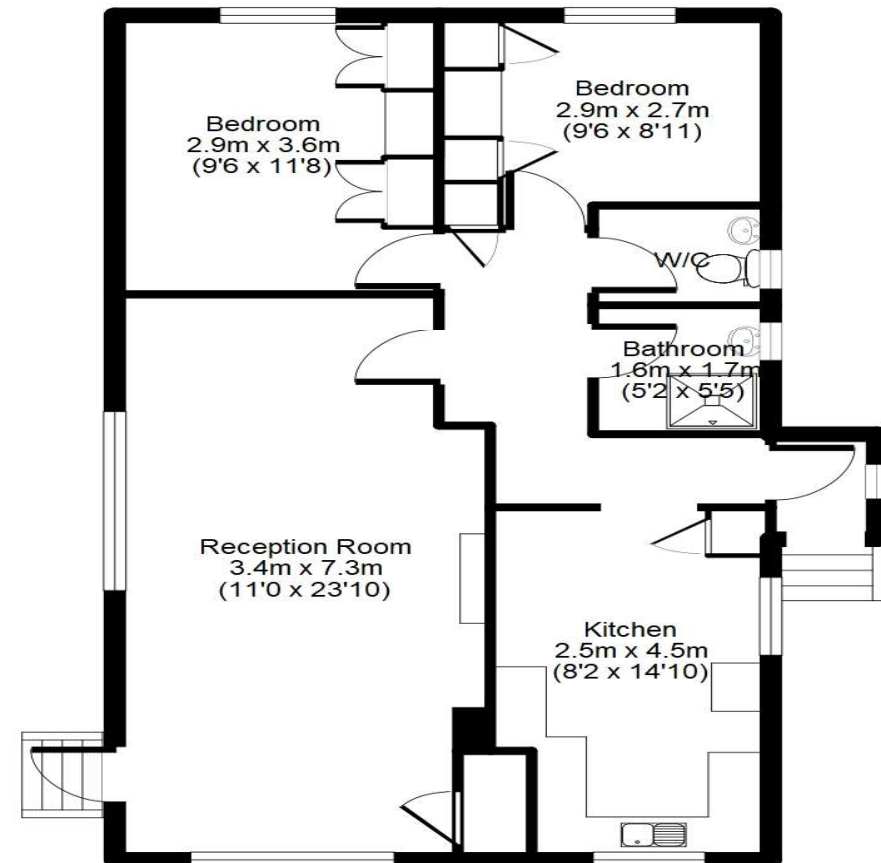 Bedroom
2.9m x 3.6m
(9'6 x 11'8)
Bedroom
2.9m x 2.7m
(9'6 x 8'11)
W/C
Bathroom
1.6m x 1.7m
(5'2 x 5'5)
Reception Room
3.4m x 7.3m
(11'0 x 23'10)
Kitchen
2.5m x 4.5m
(8'2 x 14'10)